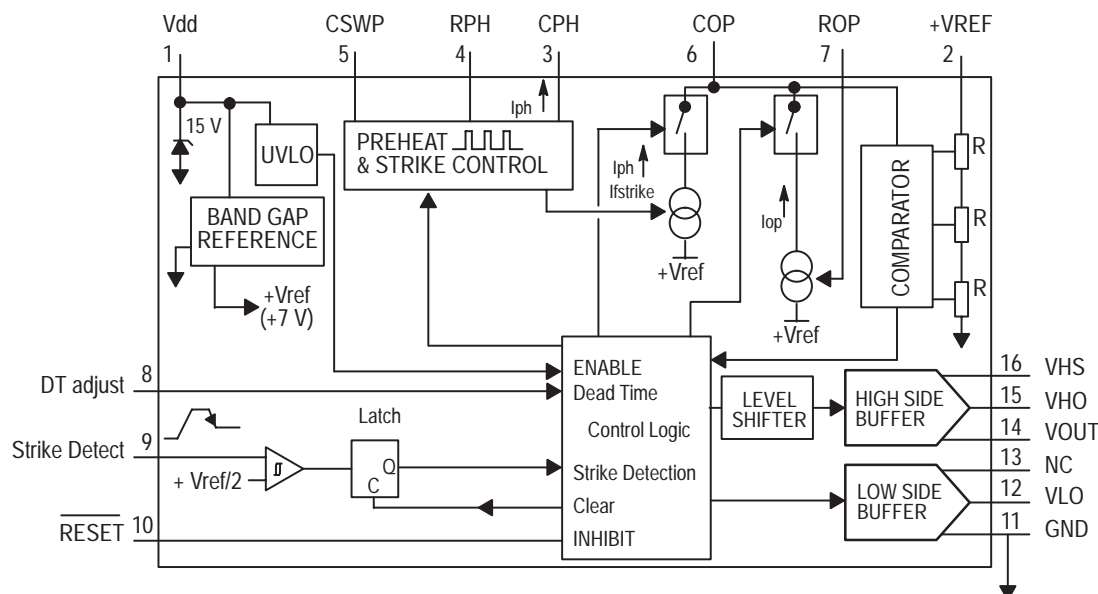 Vdd
CSWP
RPH
CPH
COP
ROP
+VREF
1
5
4
3
6
7
2
15 V
UVLO
Iph
PREHEAT
& STRIKE CONTROL
Iph
Ifstrike
+Vref
Iop
+Vref
COMPARATOR
R
R
R
BAND GAP
REFERENCE
+Vref
(+7 V)
DT adjust
8
ENABLE
Dead Time
Control Logic
Strike Detection
Clear
INHIBIT
LEVEL
SHIFTER
HIGH SIDE
BUFFER
16
VHS
15
VHO
14
VOUT
Strike Detect
9
+ Vref/2
Latch
Q
C
LOW SIDE
BUFFER
13
NC
12
VLO
11
GND
RESET
10